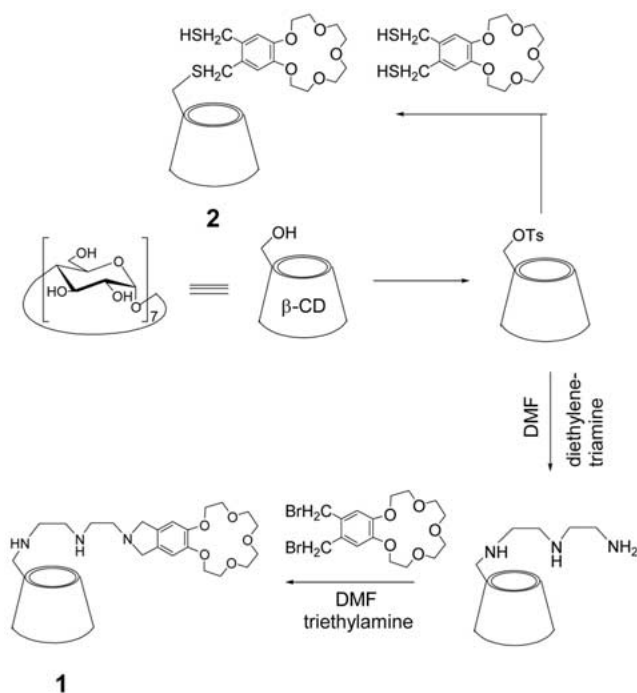 HSH₂C
O
O
O
O
O
SH₂C
HSH₂C
HSH₂C
O
O
O
O
O
2
OH
O
HO
OH
O
7
OH
β-CD
OTs
DMF
diethylene-
triamine
HN
N
H
N
O
O
O
O
O
1
BrH₂C
BrH₂C
O
O
O
O
O
DMF
triethylamine
NH
N
H
NH₂